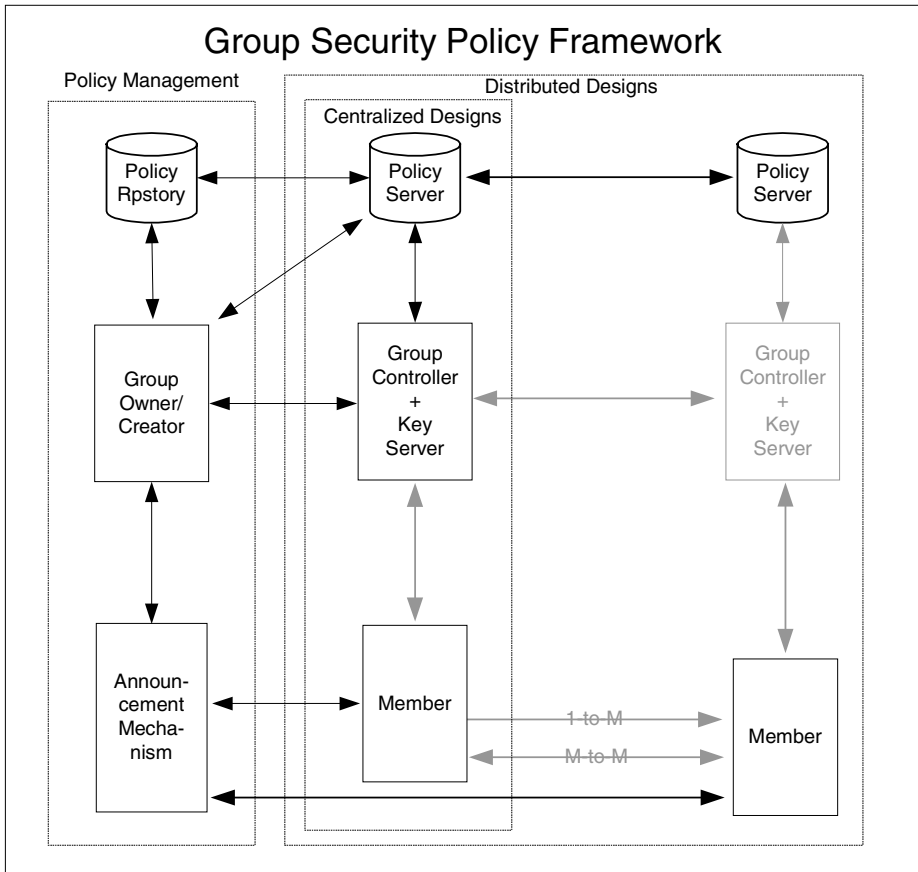 Group Security Policy Framework
Policy Management
Distributed Designs
Centralized Designs
Policy
Rpstory
Policy
Server
Policy
Server
Group
Owner/
Creator
Group
Controller
+
Key
Server
Group
Controller
+
Key
Server
Announ-
cement
Mecha-
nism
Member
1-to-M
M-to-M
Member